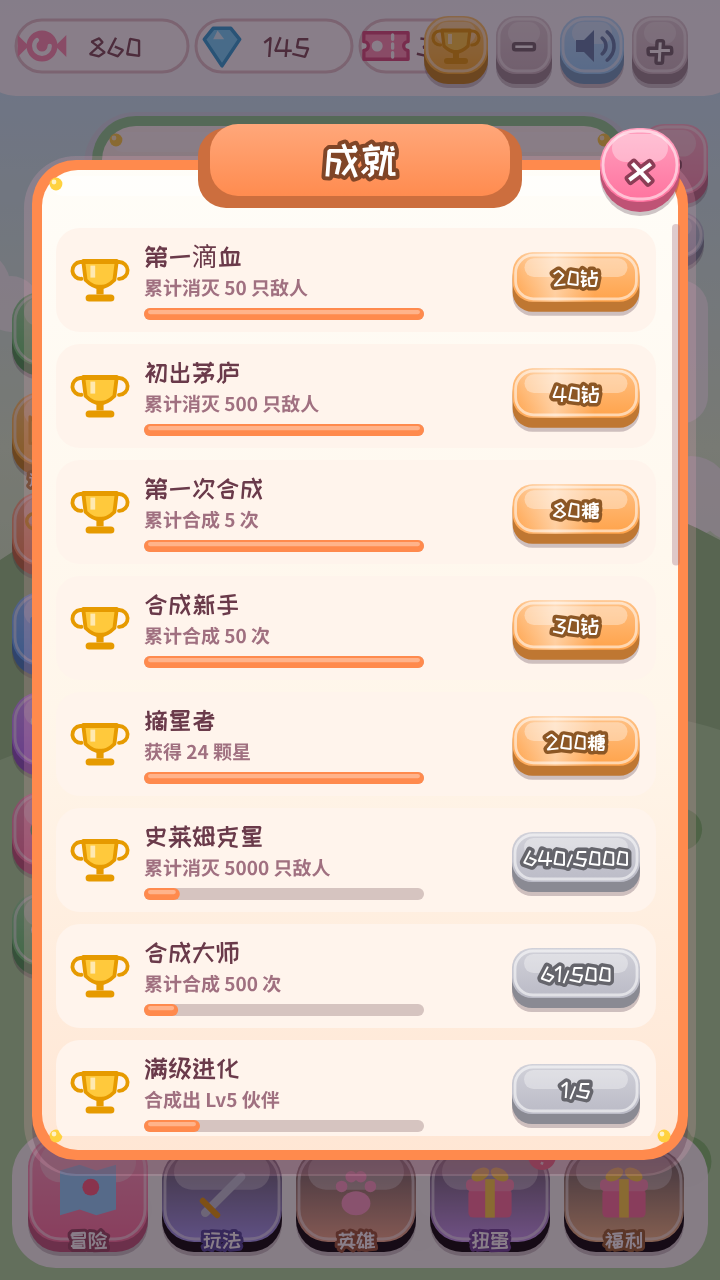 860
145
成就
第一滴血
累计消灭 50 只敌人
20钻
初出茅庐
累计消灭 500 只敌人
40钻
第一次合成
累计合成 5 次
80糖
合成新手
累计合成 50 次
30钻
摘星者
获得 24 颗星
200糖
史莱姆克星
累计消灭 5000 只敌人
640/5000
合成大师
累计合成 500 次
61/500
满级进化
合成出 Lv5 伙伴
1/5
冒险
玩法
英雄
扭蛋
福利